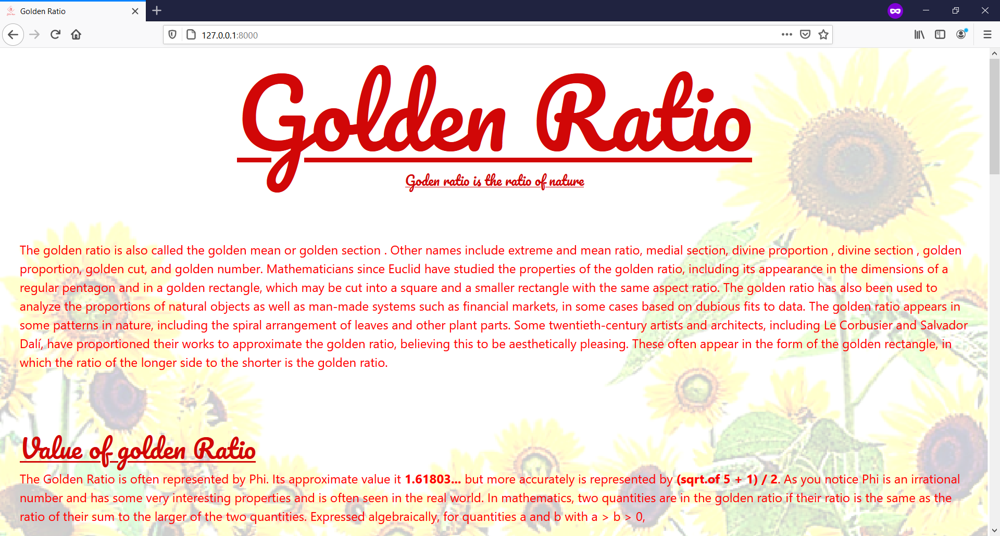 Golden Ratio
127.0.0.1:8000
Golden Ratio
Goden ratio is the ratio of nature
The golden ratio is also called the golden mean or golden section . Other names include extreme and mean ratio, medial section, divine proportion , divine section , golden
proportion, golden cut, and golden number. Mathematicians since Euclid have studied the properties of the golden ratio, including its appearance in the dimensions of a
regular pentagon and in a golden rectangle, which may be cut into a square and a smaller rectangle with the same aspect ratio. The golden ratio has also been used to
analyze the proportions of natural objects as well as man-made systems such as financial markets, in some cases based on dubious fits to data. The golden ratio appears in
some patterns in nature, including the spiral arrangement of leaves and other plant parts. Some twentieth-century artists and architects, including Le Corbusier and Salvador
Dalí, have proportioned their works to approximate the golden ratio, believing this to be aesthetically pleasing. These often appear in the form of the golden rectangle, in
which the ratio of the longer side to the shorter is the golden ratio.
Value of golden Ratio
The Golden Ratio is often represented by Phi. Its approximate value it 1.61803... but more accurately is represented by (sqrt.of 5 + 1) / 2. As you notice Phi is an irrational
number and has some very interesting properties and is often seen in the real world. In mathematics, two quantities are in the golden ratio if their ratio is the same as the
ratio of their sum to the larger of the two quantities. Expressed algebraically, for quantities a and b with a > b > 0,